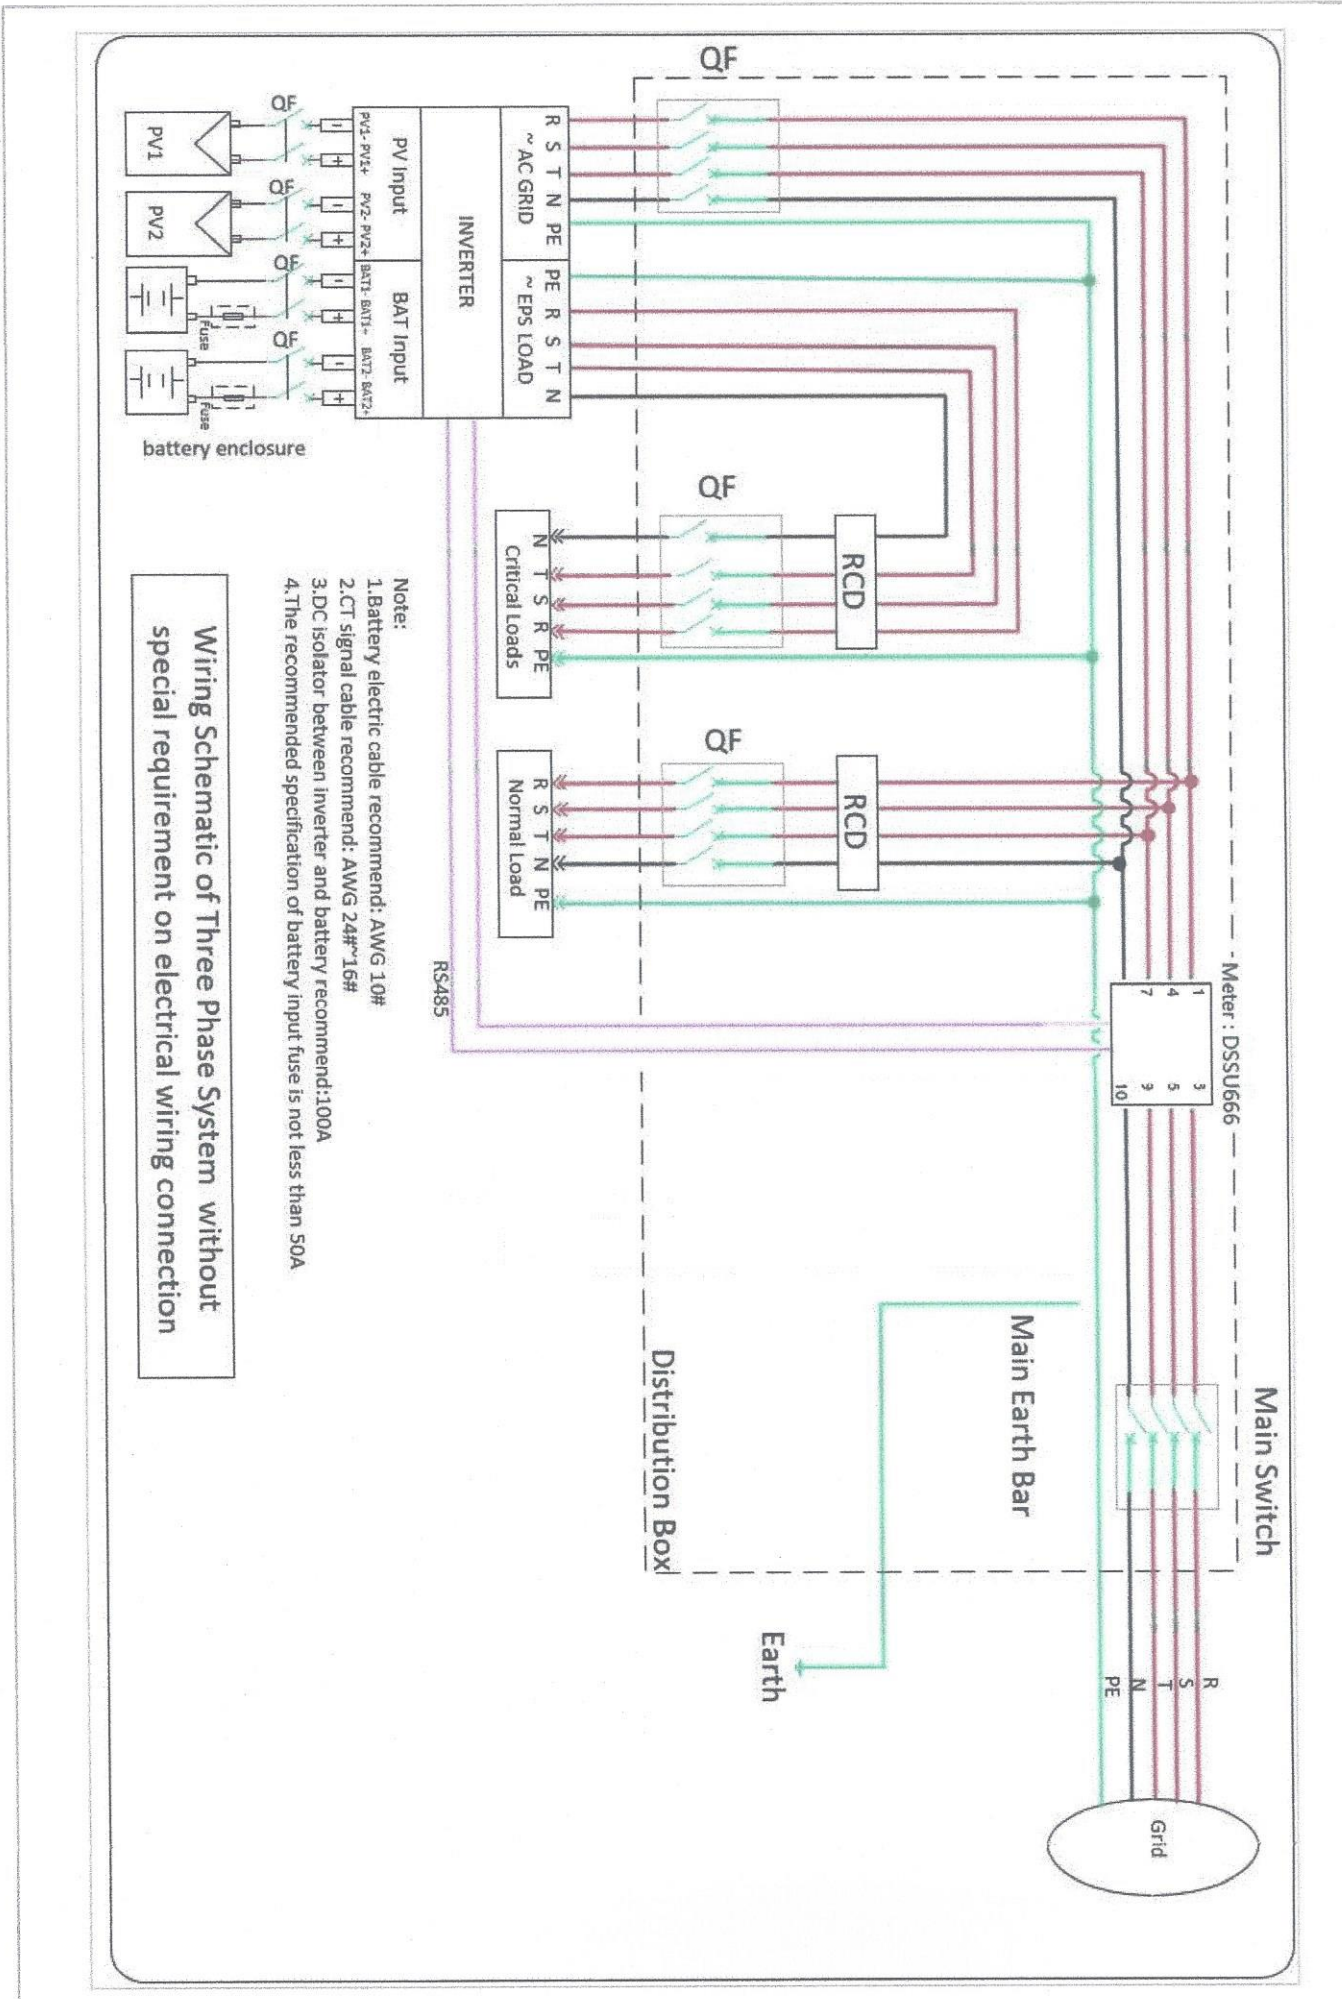 QF
Main Switch
Meter : DSSU666
R
S
T
N
PE
Grid
1
4
7
3
5
9
10
Main Earth Bar
Distribution Box
Earth
RCD
RCD
QF
QF
R S T N PE
~ AC GRID
PE R S T N
~ EPS LOAD
INVERTER
PV Input
BAT Input
PV1- PV1+ PV2- PV2+ BAT1- BAT1+ BAT2- BAT2+
- + - + - + - +
QF
QF
QF
QF
Fuse
Fuse
PV1
PV2
battery enclosure
N T S R PE
Critical Loads
R S T N PE
Normal Load
RS485
Note:
1.Battery electric cable recommend: AWG 10#
2.CT signal cable recommend: AWG 24#~16#
3.DC isolator between inverter and battery recommend:100A
4.The recommended specification of battery input fuse is not less than 50A
Wiring Schematic of Three Phase System without
special requirement on electrical wiring connection